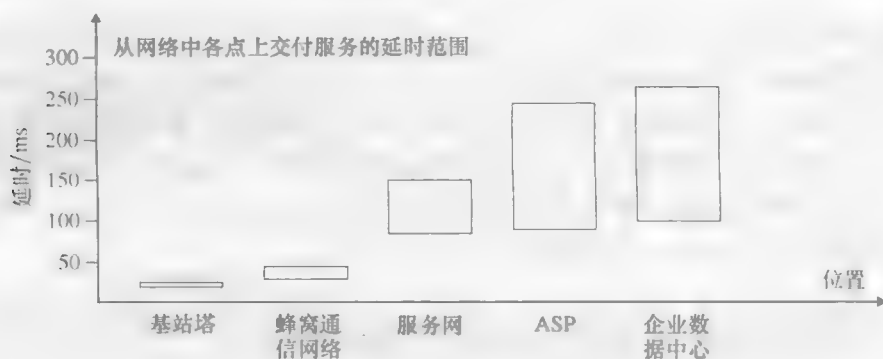 从网络中各点上交付服务的延时范围
延时/ms
300
250
200
150
100
50
位置
基站塔
蜂窝通
信网络
服务网
ASP
企业数
据中心